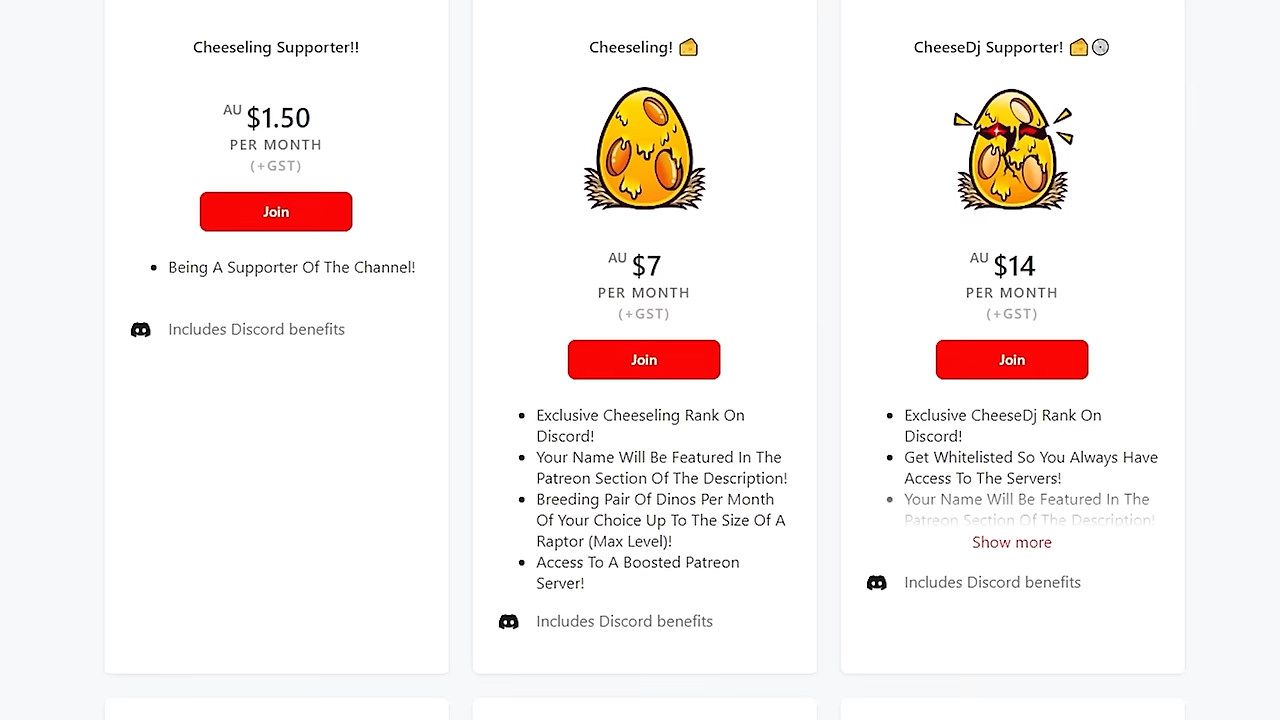 Cheeseling Supporter!!
AU $1.50
PER MONTH
(+GST)
Join
Being A Supporter Of The Channel!
Includes Discord benefits
Cheeseling! 🧀
AU $7
PER MONTH
(+GST)
Join
Exclusive Cheeseling Rank On
Discord!
Your Name Will Be Featured In The
Patreon Section Of The Description!
Breeding Pair Of Dinos Per Month
Of Your Choice Up To The Size Of A
Raptor (Max Level)!
Access To A Boosted Patreon
Server!
Includes Discord benefits
CheeseDj Supporter! 🧀💿
AU $14
PER MONTH
(+GST)
Join
Exclusive CheeseDj Rank On
Discord!
Get Whitelisted So You Always Have
Access To The Servers!
Your Name Will Be Featured In The
Patreon Section Of The Description!
Show more
Includes Discord benefits